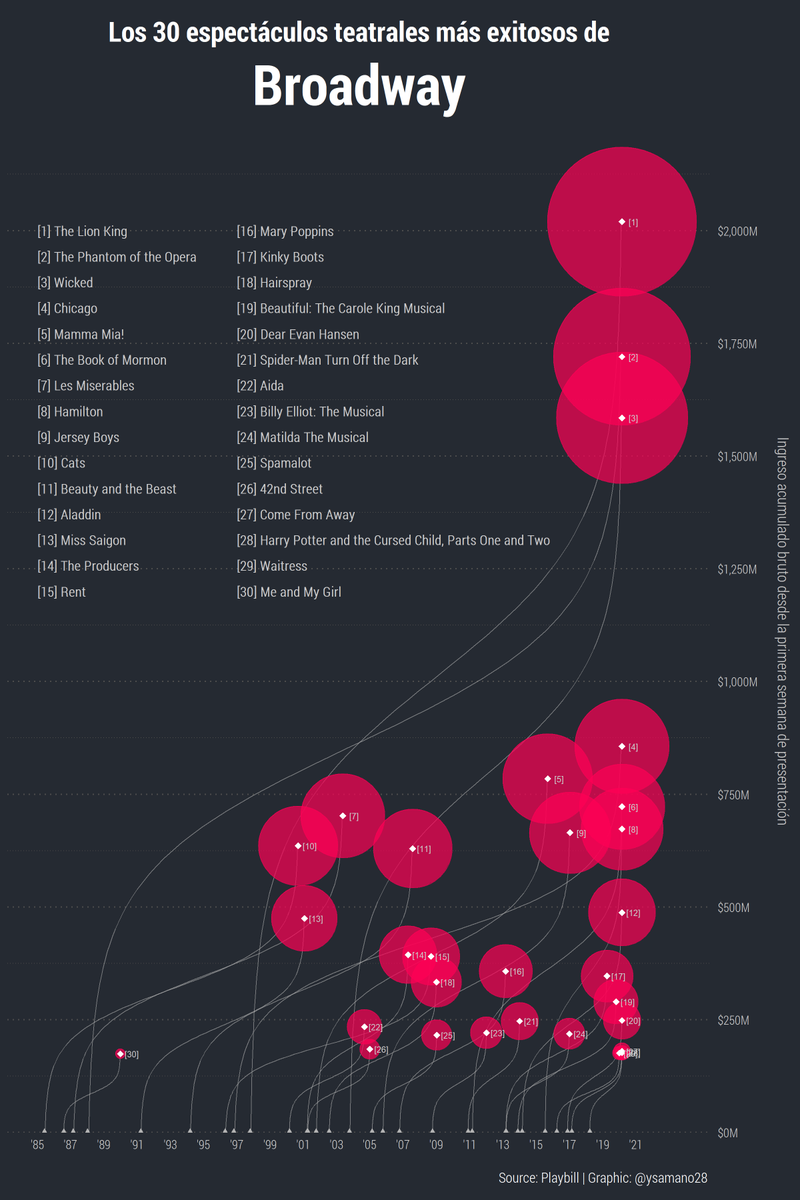 Los 30 espectáculos teatrales más exitosos de
Broadway
[1] The Lion King
[2] The Phantom of the Opera
[3] Wicked
[4] Chicago
[5] Mamma Mia!
[6] The Book of Mormon
[7] Les Miserables
[8] Hamilton
[9] Jersey Boys
[10] Cats
[11] Beauty and the Beast
[12] Aladdin
[13] Miss Saigon
[14] The Producers
[15] Rent
[16] Mary Poppins
[17] Kinky Boots
[18] Hairspray
[19] Beautiful: The Carole King Musical
[20] Dear Evan Hansen
[21] Spider-Man Turn Off the Dark
[22] Aida
[23] Billy Elliot: The Musical
[24] Matilda The Musical
[25] Spamalot
[26] 42nd Street
[27] Come From Away
[28] Harry Potter and the Cursed Child, Parts One and Two
[29] Waitress
[30] Me and My Girl
[1]
$2,000M
[2]
$1,750M
[3]
$1,500M
$1,250M
$1,000M
[4]
[5]
$750M
[6]
[7]
[8]
[9]
[10]
[11]
[12]
[13]
$500M
[14]
[15]
[16]
[17]
[18]
[19]
[20]
[21]
[22]
$250M
[23]
[24]
[25]
[26]
[30]
$0M
Ingreso acumulado bruto desde la primera semana de presentación
'85 '87 '89 '91 '93 '95 '97 '99 '01 '03 '05 '07 '09 '11 '13 '15 '17 '19 '21
Source: Playbill | Graphic: @ysamano28